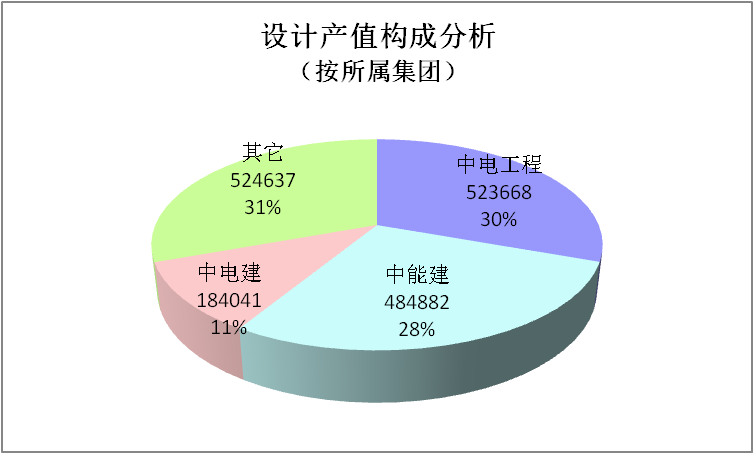 设计产值构成分析
（按所属集团）
其它
524637
31%
中电工程
523668
30%
中电建
184041
11%
中能建
484882
28%